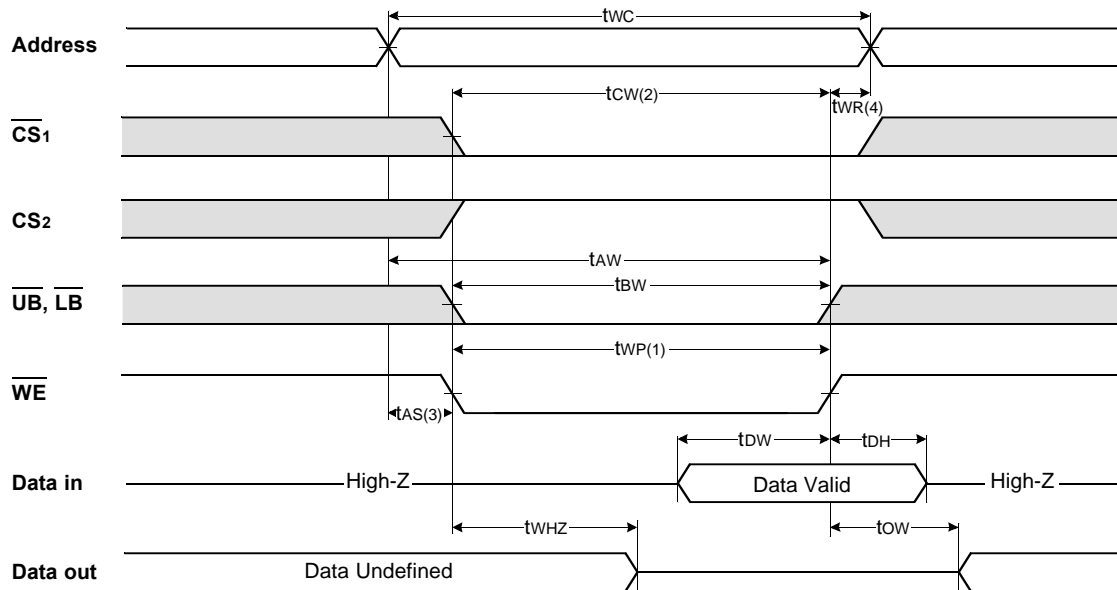 tWC
Address
tCW(2)
tWR(4)
CS1
CS2
tAW
UB, LB
tBW
tWP(1)
WE
tAS(3)
tDW
tDH
Data in
High-Z
Data Valid
High-Z
tWHZ
tOW
Data out
Data Undefined